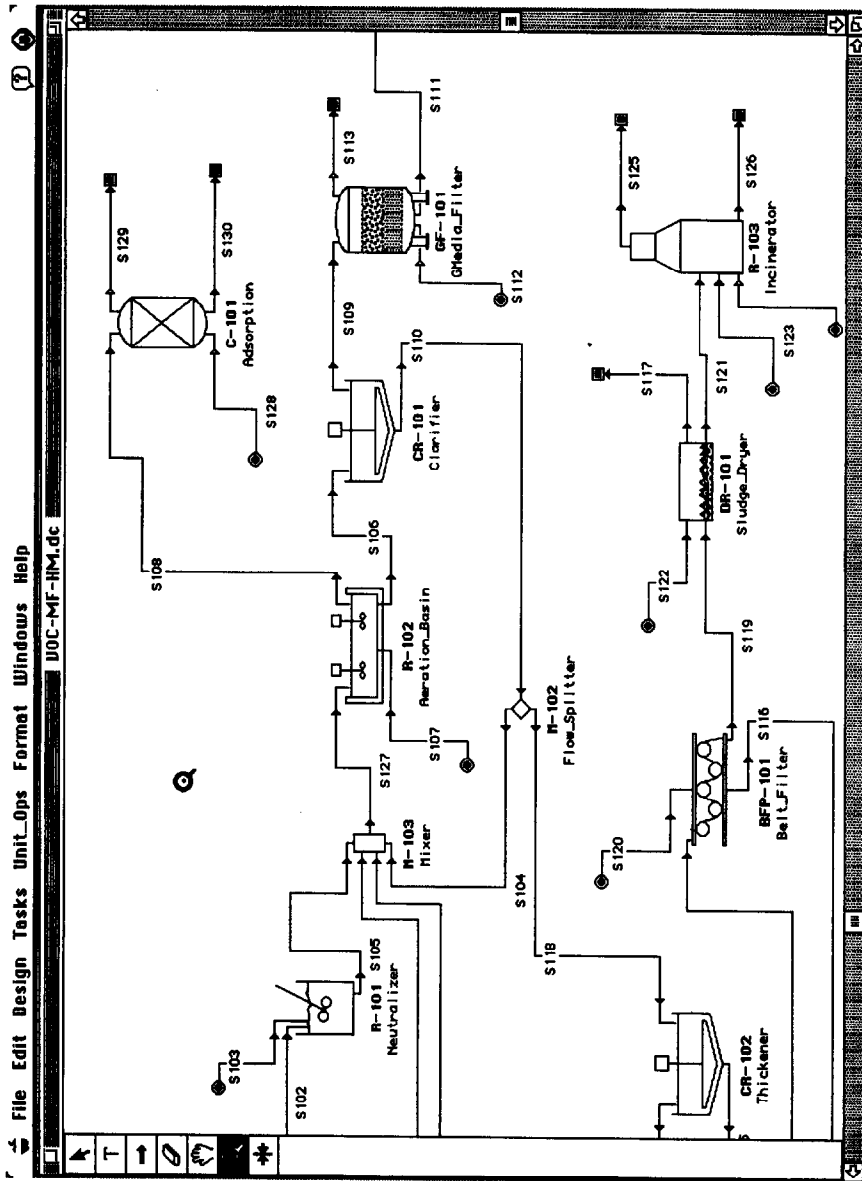 File Edit Design Tasks Unit_Ops Format Windows Help
VOC-MF-HM.dc
T
?
S103
S102
R-101
Neutralizer
S105
M-103
Mixer
S127
R-102
Aeration_Basin
S107
S108
S106
C-101
Adsorption
S128
S129
S130
CR-101
Clarifier
S109
S110
GF-101
GMedia_Filter
S113
S112
S111
M-102
Flow_Splitter
S104
S118
CR-102
Thickener
BFP-101
Belt_Filter
S120
S116
S119
S122
DR-101
Sludge_Dryer
S117
S121
S123
R-103
Incinerator
S125
S126